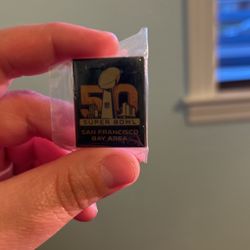 50
SUPER BOWL
SAN FRANCISCO
BAY AREA